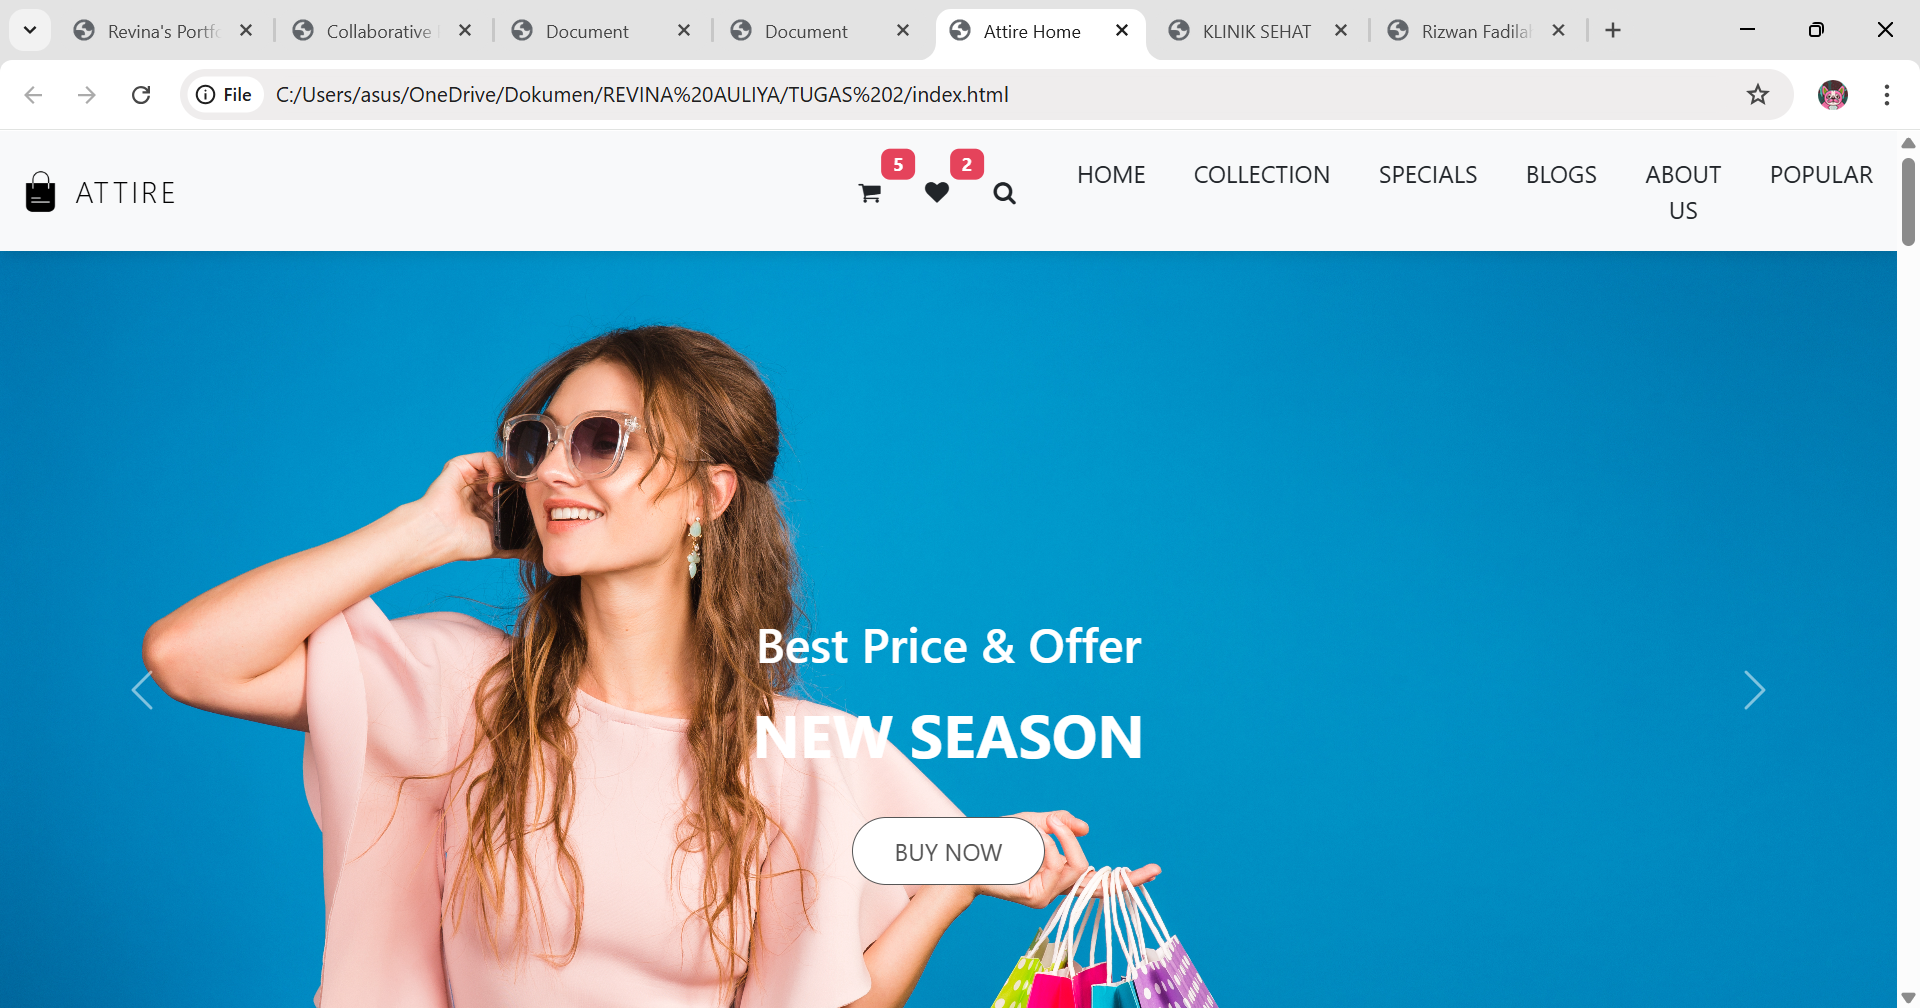 Revina's Portfo
Collaborative
Document
Document
Attire Home
KLINIK SEHAT
Rizwan Fadilal
File
C:/Users/asus/OneDrive/Dokumen/REVINA%20AULIYA/TUGAS%202/index.html
ATTIRE
5
2
HOME
COLLECTION
SPECIALS
BLOGS
ABOUT
US
POPULAR
Best Price & Offer
NEW SEASON
BUY NOW